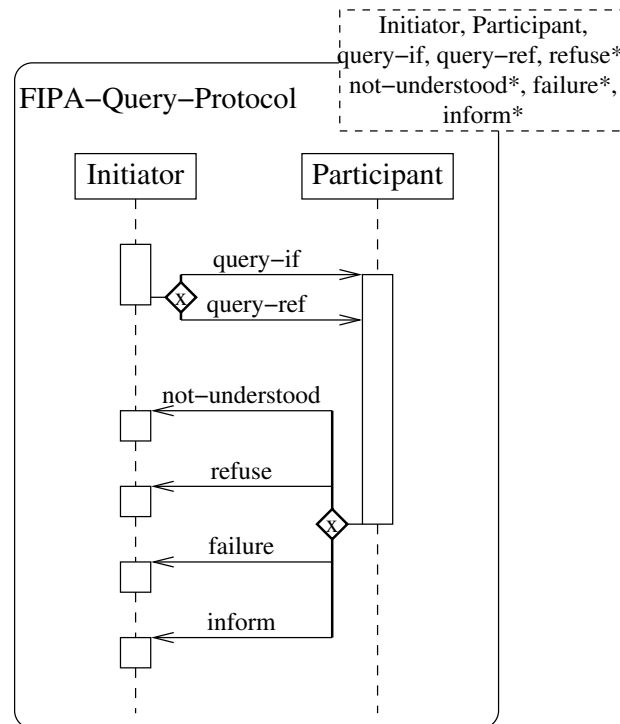 Initiator, Participant,
query−if, query−ref, refuse*
not−understood*, failure*,
inform*
FIPA−Query−Protocol
Initiator
Participant
query−if
x
query−ref
not−understood
refuse
x
failure
inform